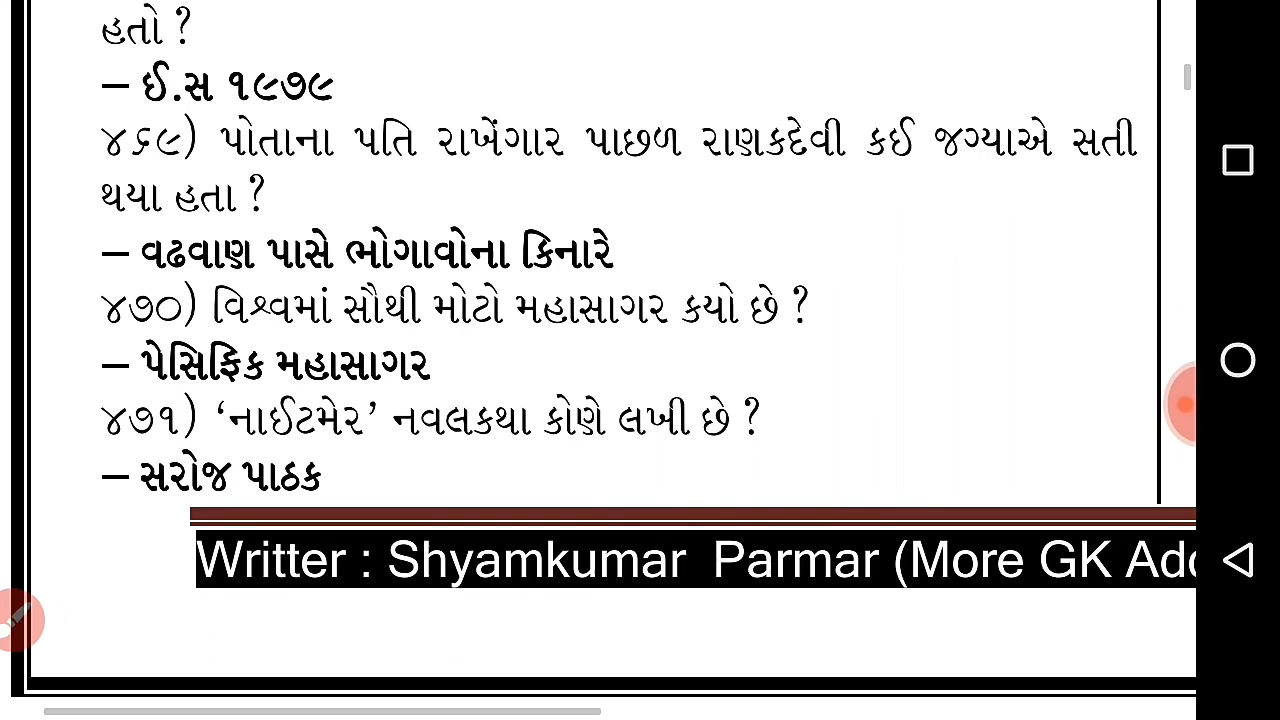 હતો ?
– ઈ.સ ૧૯૭૯
૪૬૯) પોતાના પતિ રાખેંગાર પાછળ રાણકદેવી કઈ જગ્યાએ સતી
થયા હતા ?
– વઢવાણ પાસે ભોગાવોના કિનારે
૪૭૦) વિશ્વમાં સૌથી મોટો મહાસાગર કયો છે ?
– પેસિફિક મહાસાગર
૪૭૧) ‘નાઈટમેર’ નવલકથા કોણે લખી છે ?
– સરોજ પાઠક
Writter : Shyamkumar Parmar (More GK